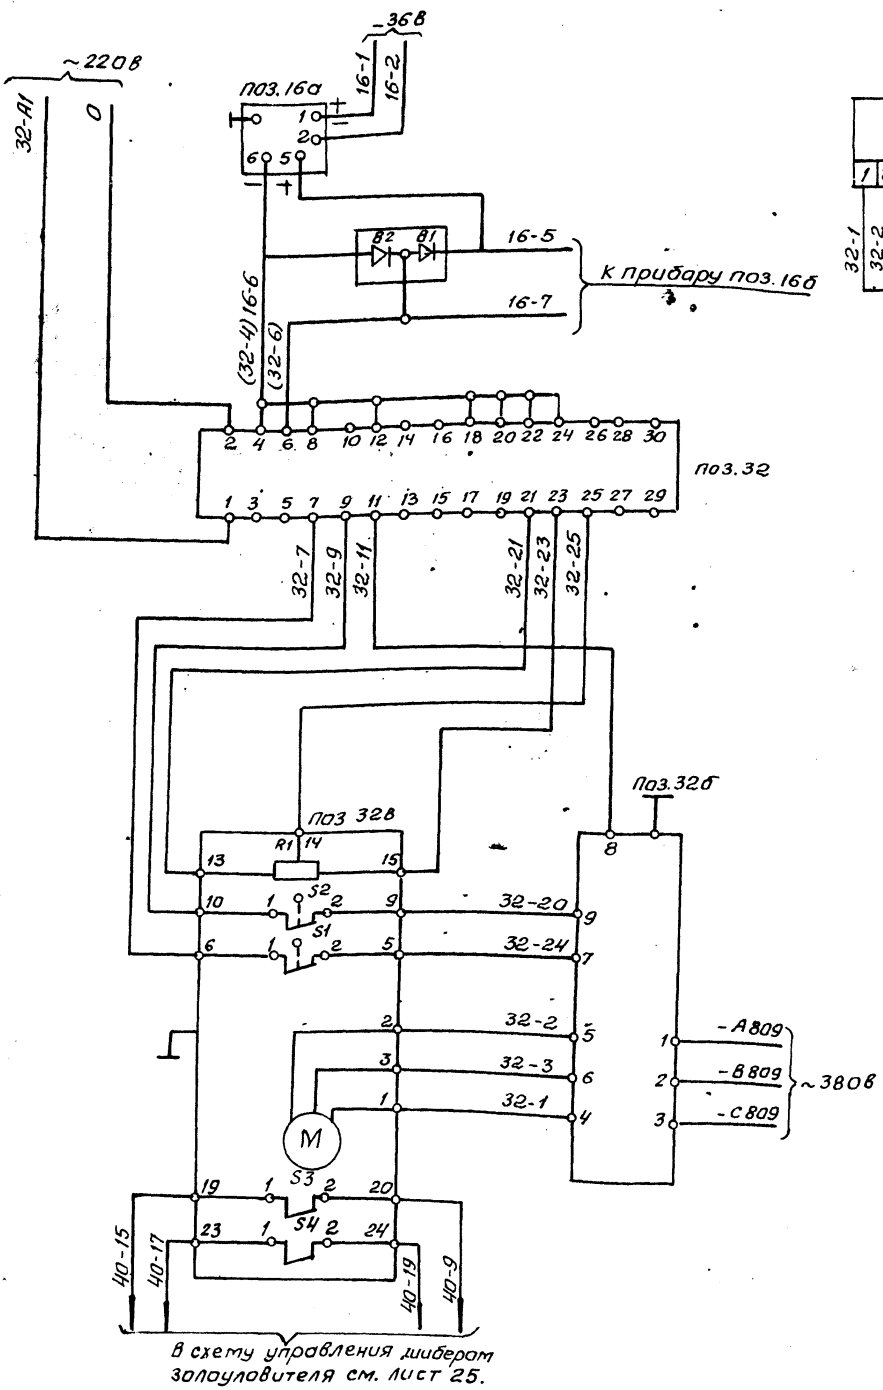 -36В
~220В
32-А1
0
16-1
16-2
поз.16а
1
+
−
2
6
5
−
+
В2
В1
16-5
16-7
К прибару поз.16б
(32-4)16-6
(32-6)
1
32-1
32-2
2 4 6 8 10 12 14 16 18 20 22 24 26 28 30
поз.32
1 3 5 7 9 11 13 15 17 19 21 23 25 27 29
32-7
32-9
32-11
32-21
32-23
32-25
поз 32в
поз.32б
R1 14
8
13
15
10 1 S2 2 9 32-20 9
6 1 S1 2 5 32-24 7
2 32-2 5
3 32-3 6
1 32-1 4
1 -А809
2 -В809
3 -С809
~380в
М
S3
19 1 2 20
S4
23 1 2 24
40-15
40-17
40-19
40-9
В схему управления шибером
золоуловителя см. лист 25.